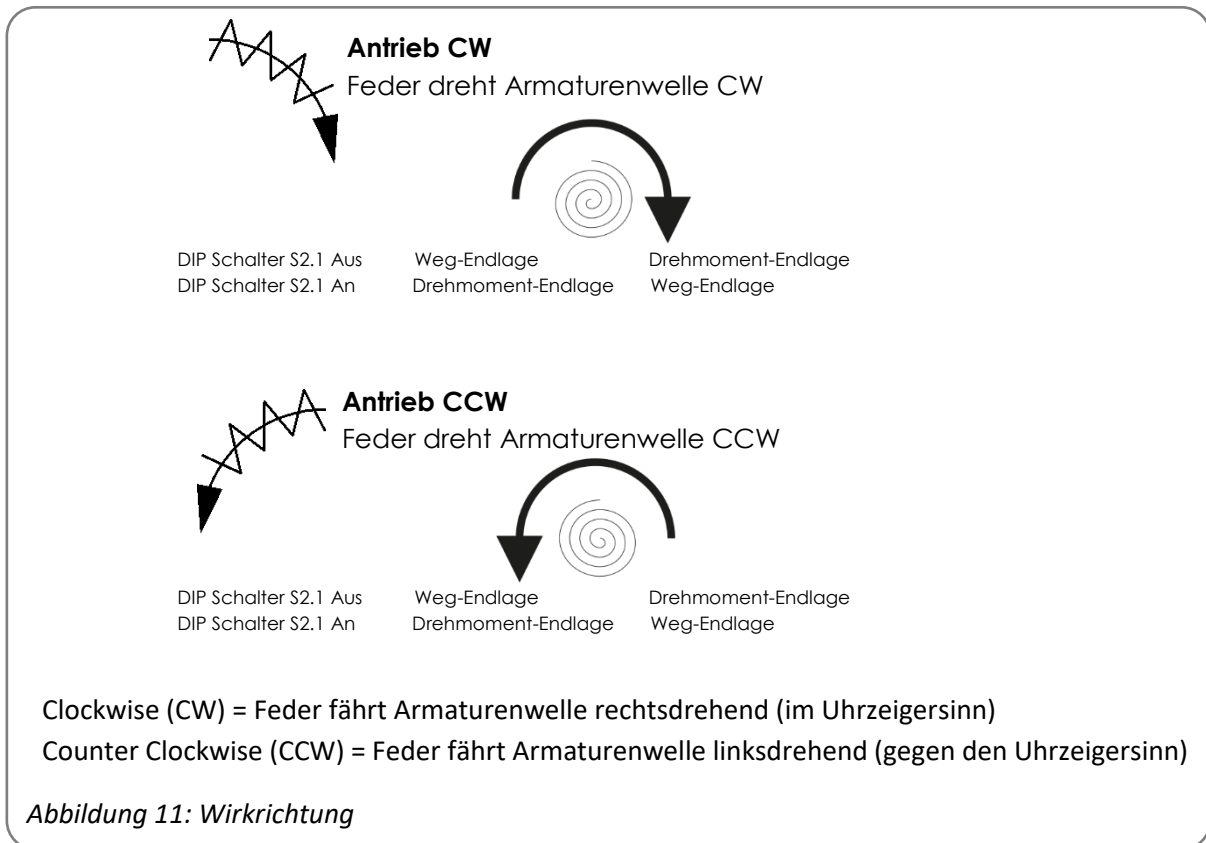 Antrieb CW
Feder dreht Armaturenwelle CW
DIP Schalter S2.1 Aus Weg-Endlage Drehmoment-Endlage
DIP Schalter S2.1 An Drehmoment-Endlage Weg-Endlage
Antrieb CCW
Feder dreht Armaturenwelle CCW
DIP Schalter S2.1 Aus Weg-Endlage Drehmoment-Endlage
DIP Schalter S2.1 An Drehmoment-Endlage Weg-Endlage
Clockwise (CW) = Feder fährt Armaturenwelle rechtsdrehend (im Uhrzeigersinn)
Counter Clockwise (CCW) = Feder fährt Armaturenwelle linksdrehend (gegen den Uhrzeigersinn)
Abbildung 11: Wirkrichtung